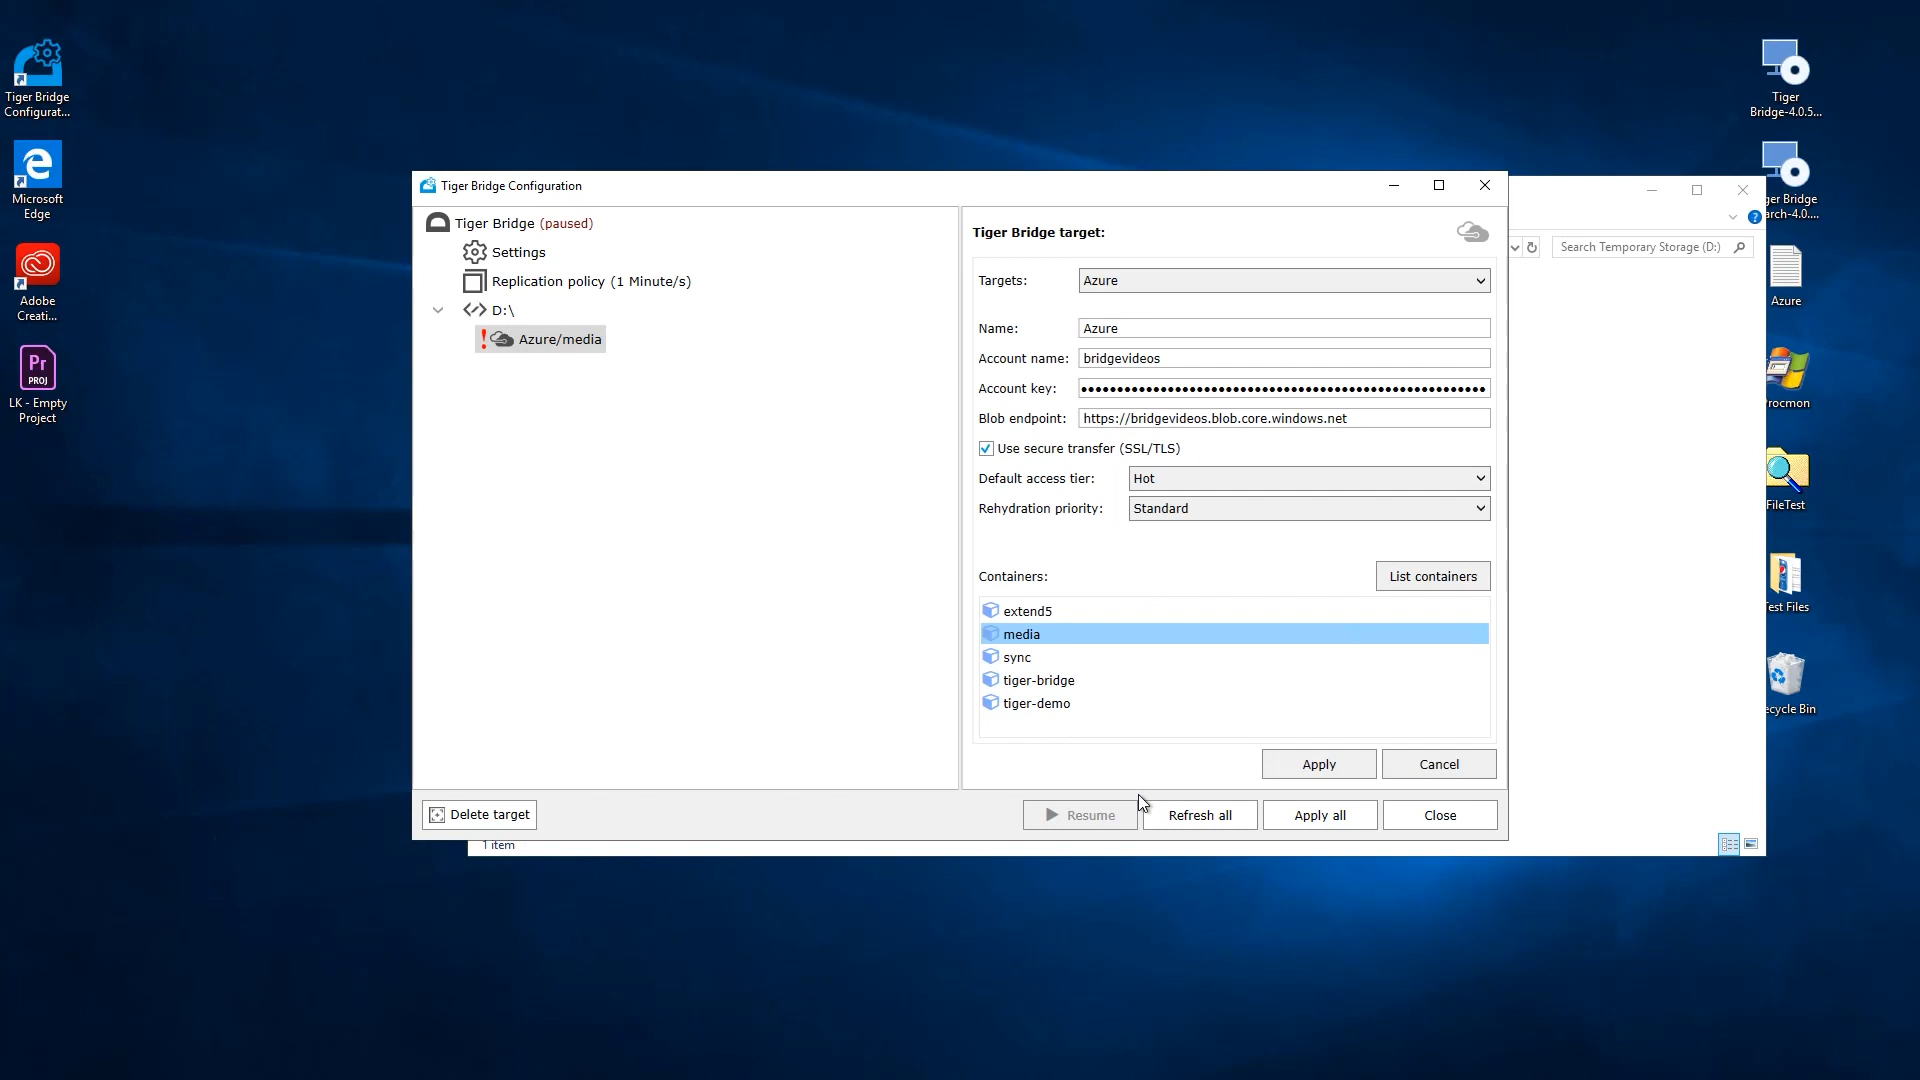 Tiger Bridge
Configurat...
Microsoft
Edge
Adobe
Creati...
Pr
PROJ
LK - Empty
Project
Tiger Bridge Configuration
Tiger Bridge (paused)
Settings
Replication policy (1 Minute/s)
D:\
Azure/media
Tiger Bridge target:
Targets:
Azure
Name:
Azure
Account name:
bridgevideos
Account key:
Blob endpoint:
https://bridgevideos.blob.core.windows.net
Use secure transfer (SSL/TLS)
Default access tier:
Hot
Rehydration priority:
Standard
Containers:
List containers
extend5
media
sync
tiger-bridge
tiger-demo
Apply
Cancel
Delete target
Resume
Refresh all
Apply all
Close
1 item
Search Temporary Storage (D:)
Tiger
Bridge-4.0.5...
ger Bridge
arch-4.0....
Azure
Procmon
FileTest
Test Files
ecycle Bin